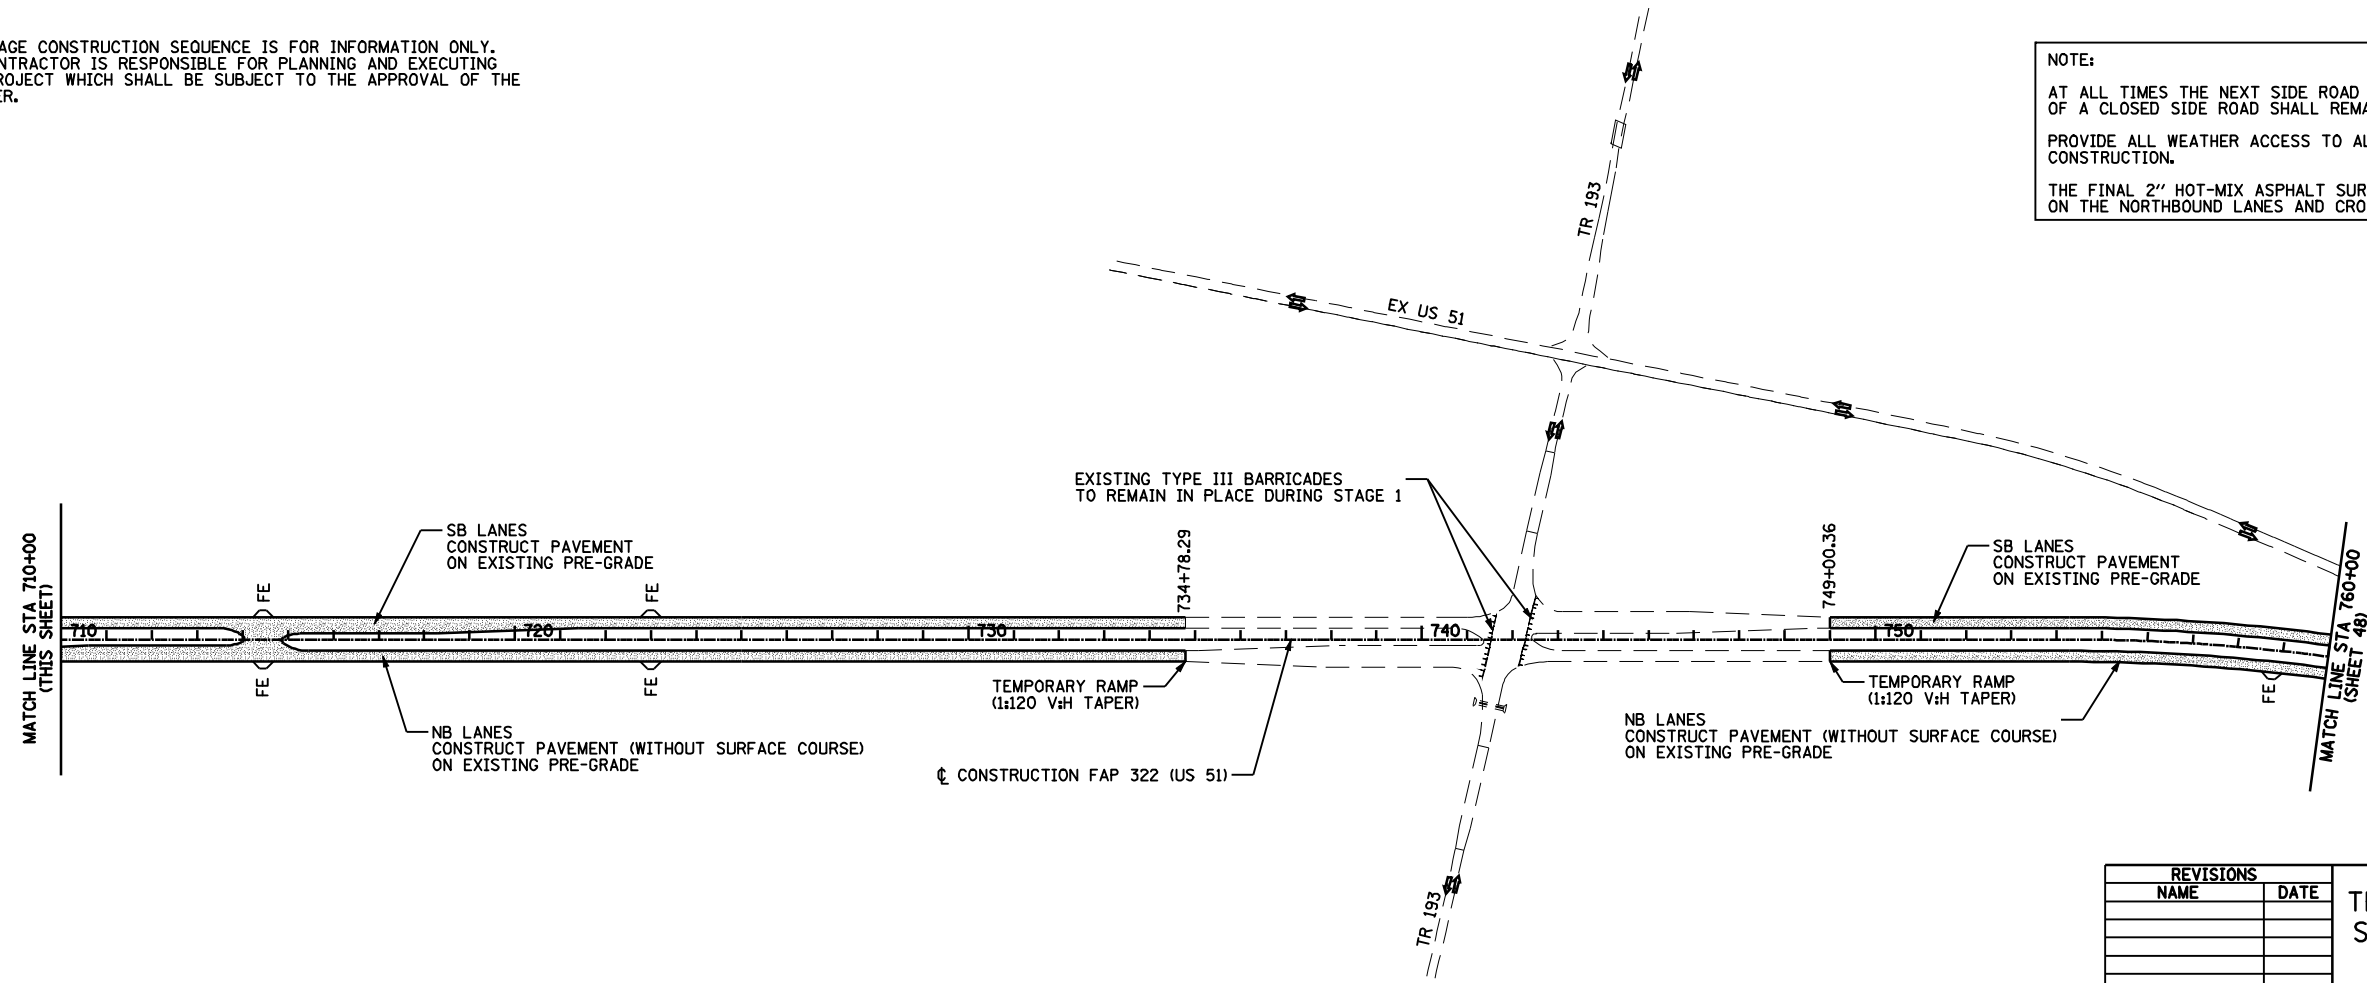 AGE CONSTRUCTION SEQUENCE IS FOR INFORMATION ONLY.
NTRACTOR IS RESPONSIBLE FOR PLANNING AND EXECUTING
ROJECT WHICH SHALL BE SUBJECT TO THE APPROVAL OF THE
ER.
NOTE:
AT ALL TIMES THE NEXT SIDE ROAD
OF A CLOSED SIDE ROAD SHALL REMA
PROVIDE ALL WEATHER ACCESS TO AL
CONSTRUCTION.
THE FINAL 2" HOT-MIX ASPHALT SUR
ON THE NORTHBOUND LANES AND CRO
TR 193
EX US 51
EXISTING TYPE III BARRICADES
TO REMAIN IN PLACE DURING STAGE 1
MATCH LINE STA 710+00
(THIS SHEET)
SB LANES
CONSTRUCT PAVEMENT
ON EXISTING PRE-GRADE
FE
FE
734+78.29
749+00.36
SB LANES
CONSTRUCT PAVEMENT
ON EXISTING PRE-GRADE
710
720
730
740
750
FE
FE
FE
TEMPORARY RAMP
(1:120 V:H TAPER)
TEMPORARY RAMP
(1:120 V:H TAPER)
NB LANES
CONSTRUCT PAVEMENT (WITHOUT SURFACE COURSE)
ON EXISTING PRE-GRADE
NB LANES
CONSTRUCT PAVEMENT (WITHOUT SURFACE COURSE)
ON EXISTING PRE-GRADE
℄ CONSTRUCTION FAP 322 (US 51)
MATCH LINE STA 760+00
(SHEET 48)
TR 193
REVISIONS
NAME DATE
T
S